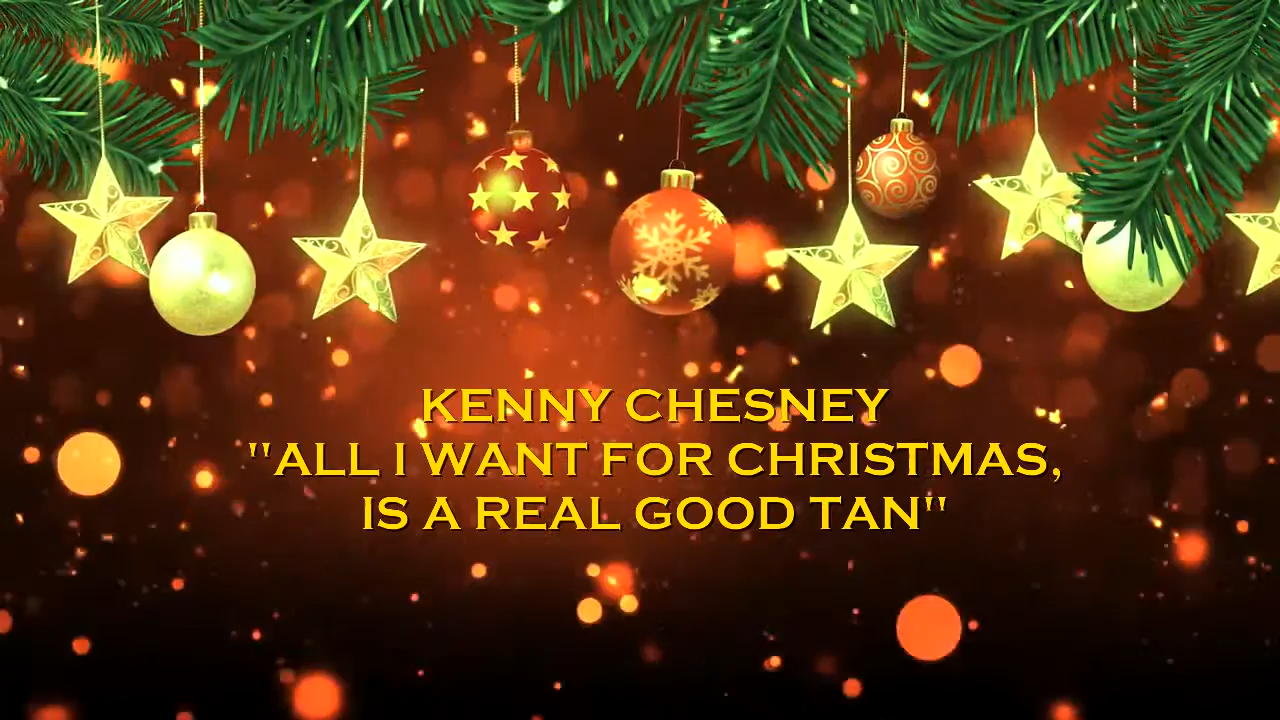 KENNY CHESNEY
"ALL I WANT FOR CHRISTMAS,
IS A REAL GOOD TAN"